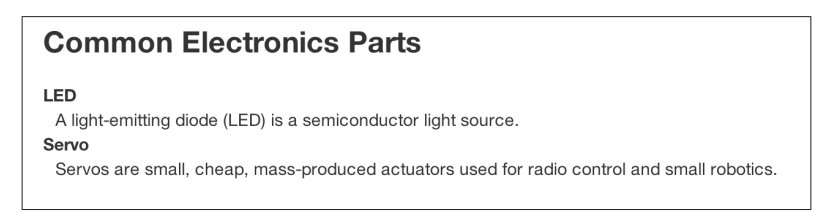 Common Electronics Parts
LED
A light-emitting diode (LED) is a semiconductor light source.
Servo
Servos are small, cheap, mass-produced actuators used for radio control and small robotics.